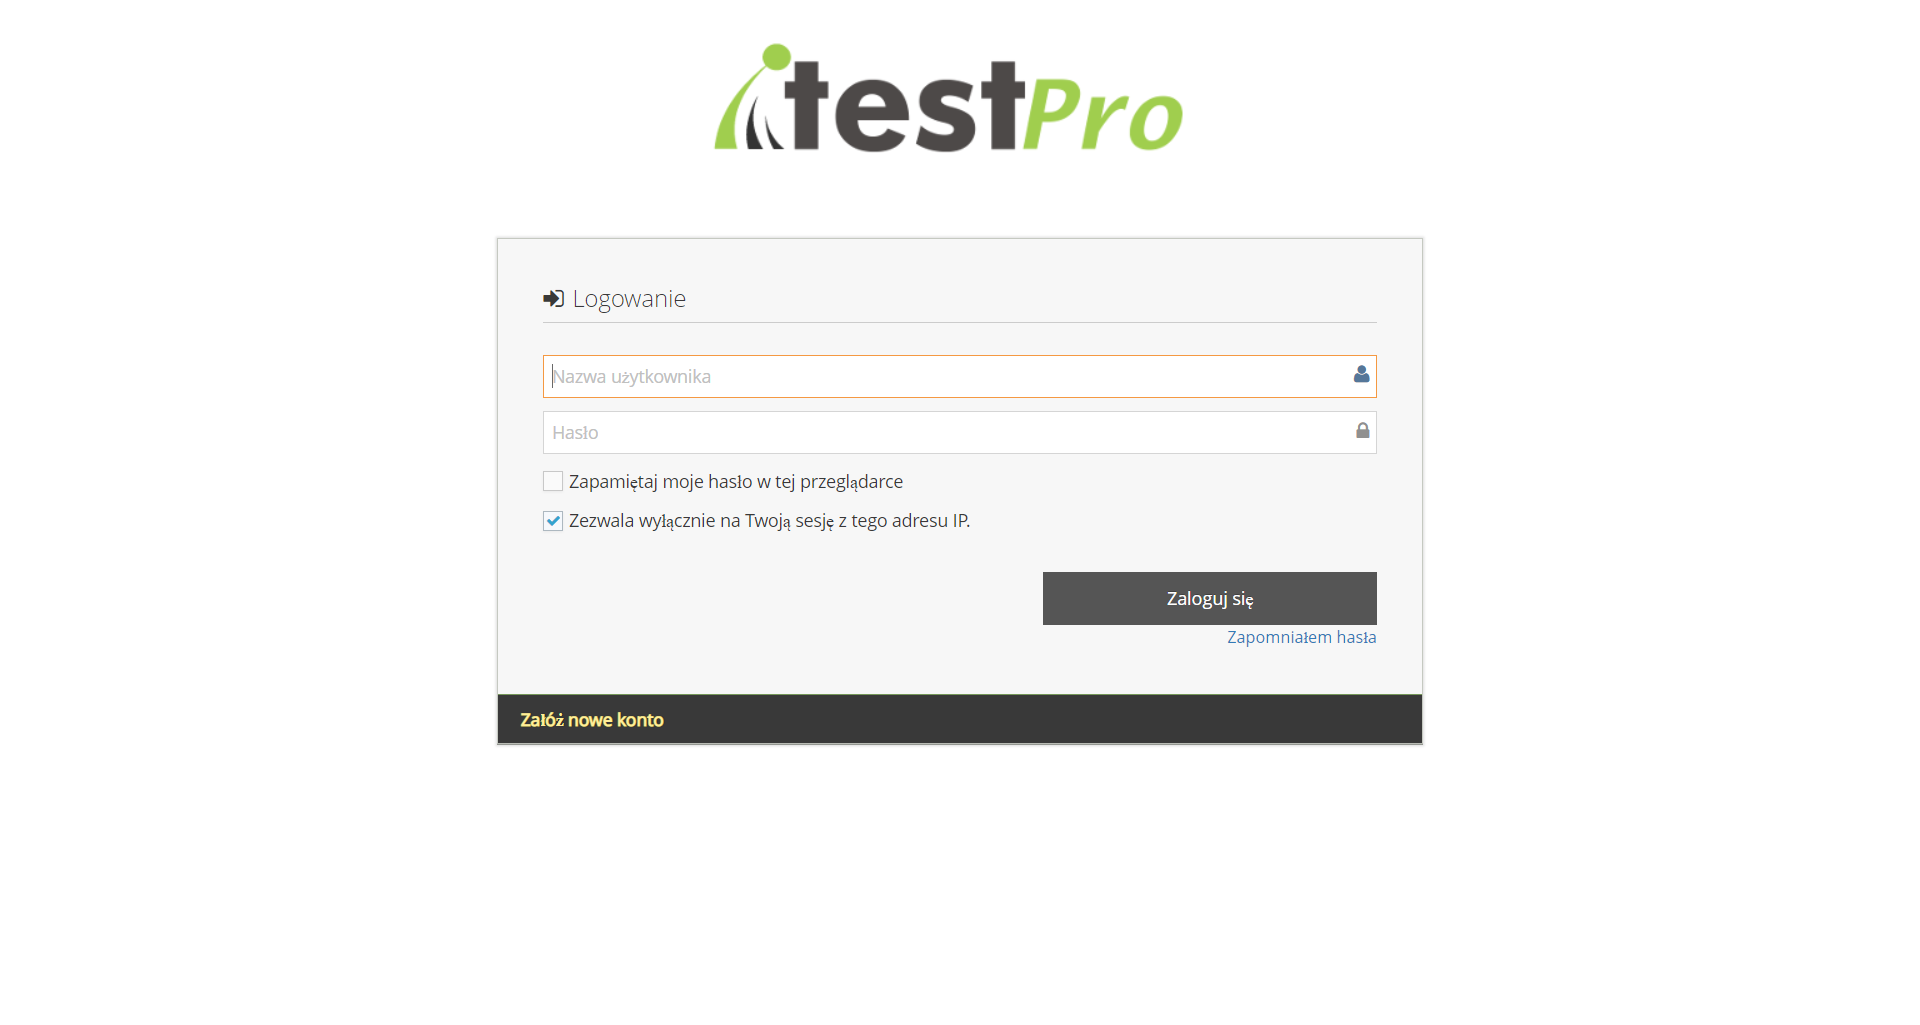 testPro
Logowanie
Nazwa użytkownika
Hasło
Zapamiętaj moje hasło w tej przeglądarce
Zezwala wyłącznie na Twoją sesję z tego adresu IP.
Zaloguj się
Zapomniałem hasła
Załóż nowe konto